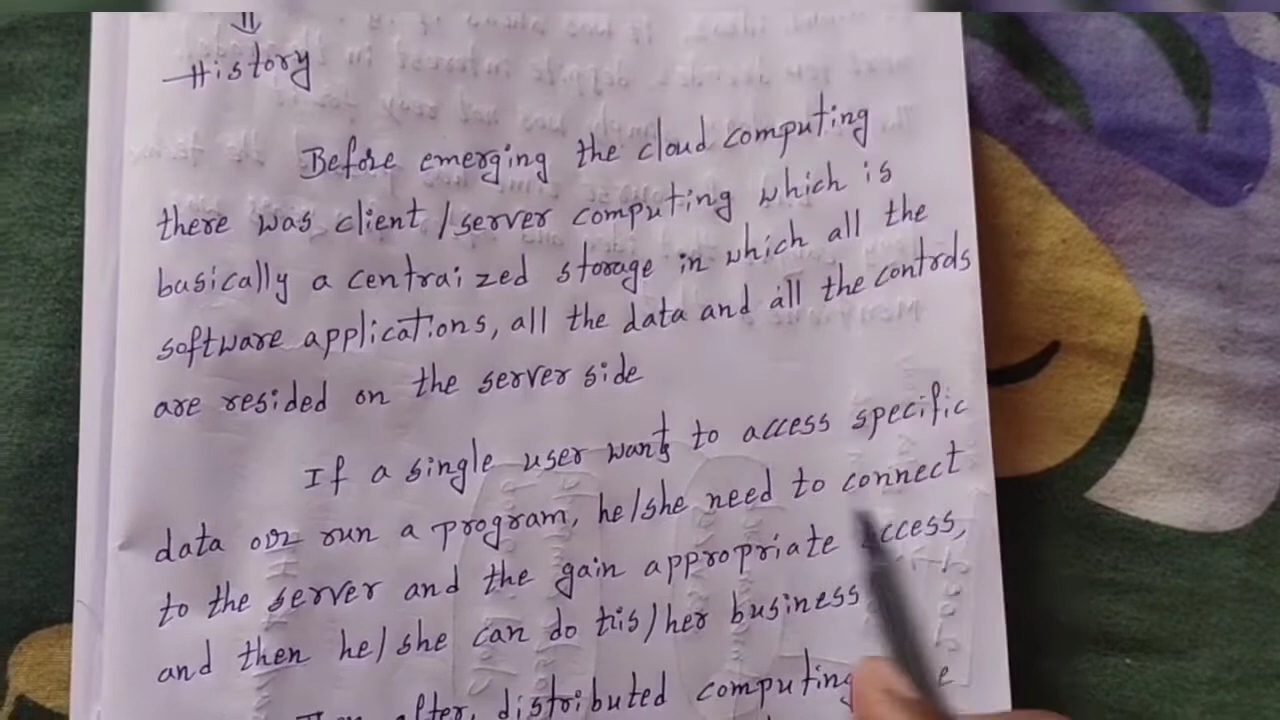 History
Before emerging the cloud computing
there was client/server computing which is
basically a centraized storage in which all the
software applications, all the data and all the controls
are resided on the server side
If a single user wants to access specific
data or run a program, he/she need to connect
to the server and the gain appropriate access,
and then he/she can do his/her business
after, distributed computing